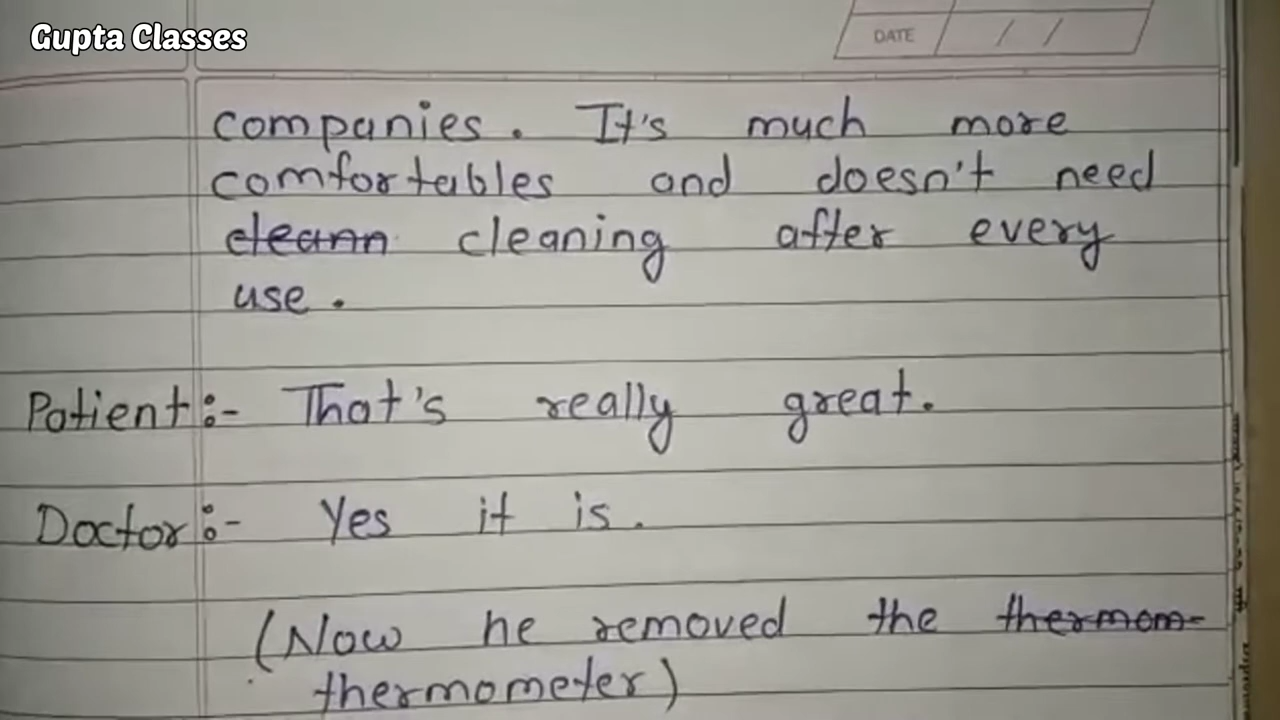 Gupta Classes
DATE / /
companies. It's much more
comfortables and doesn't need
cleann cleaning after every
use.
Patient:- That's really great.
Doctor:- Yes it is.
(Now he removed the thermom-
thermometer)